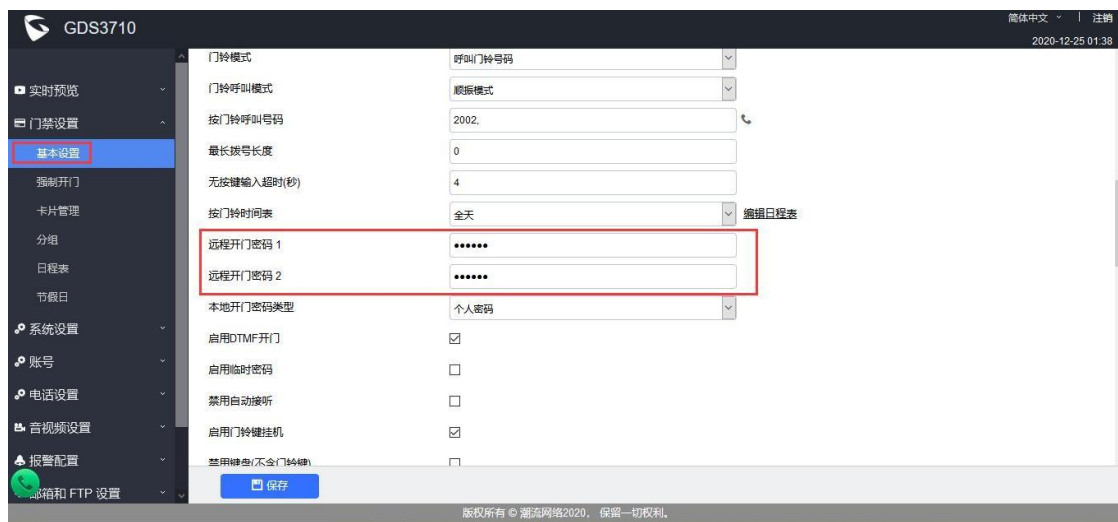 GDS3710
简体中文 | 注销
2020-12-25 01:38
实时预览
门禁设置
基本设置
强制开门
卡片管理
分组
日程表
节假日
系统设置
账号
电话设置
音视频设置
报警配置
邮箱和 FTP 设置
门铃模式 呼叫门铃号码
门铃呼叫模式 顺振模式
按门铃呼叫号码 2002,
最长拨号长度 0
无按键输入超时(秒) 4
按门铃时间表 全天 编辑日程表
远程开门密码 1 ••••••
远程开门密码 2 ••••••
本地开门密码类型 个人密码
启用DTMF开门
启用临时密码
禁用自动接听
启用门铃键挂机
禁用键盘(不含门铃键)
保存
版权所有 © 潮流网络2020。 保留一切权利。